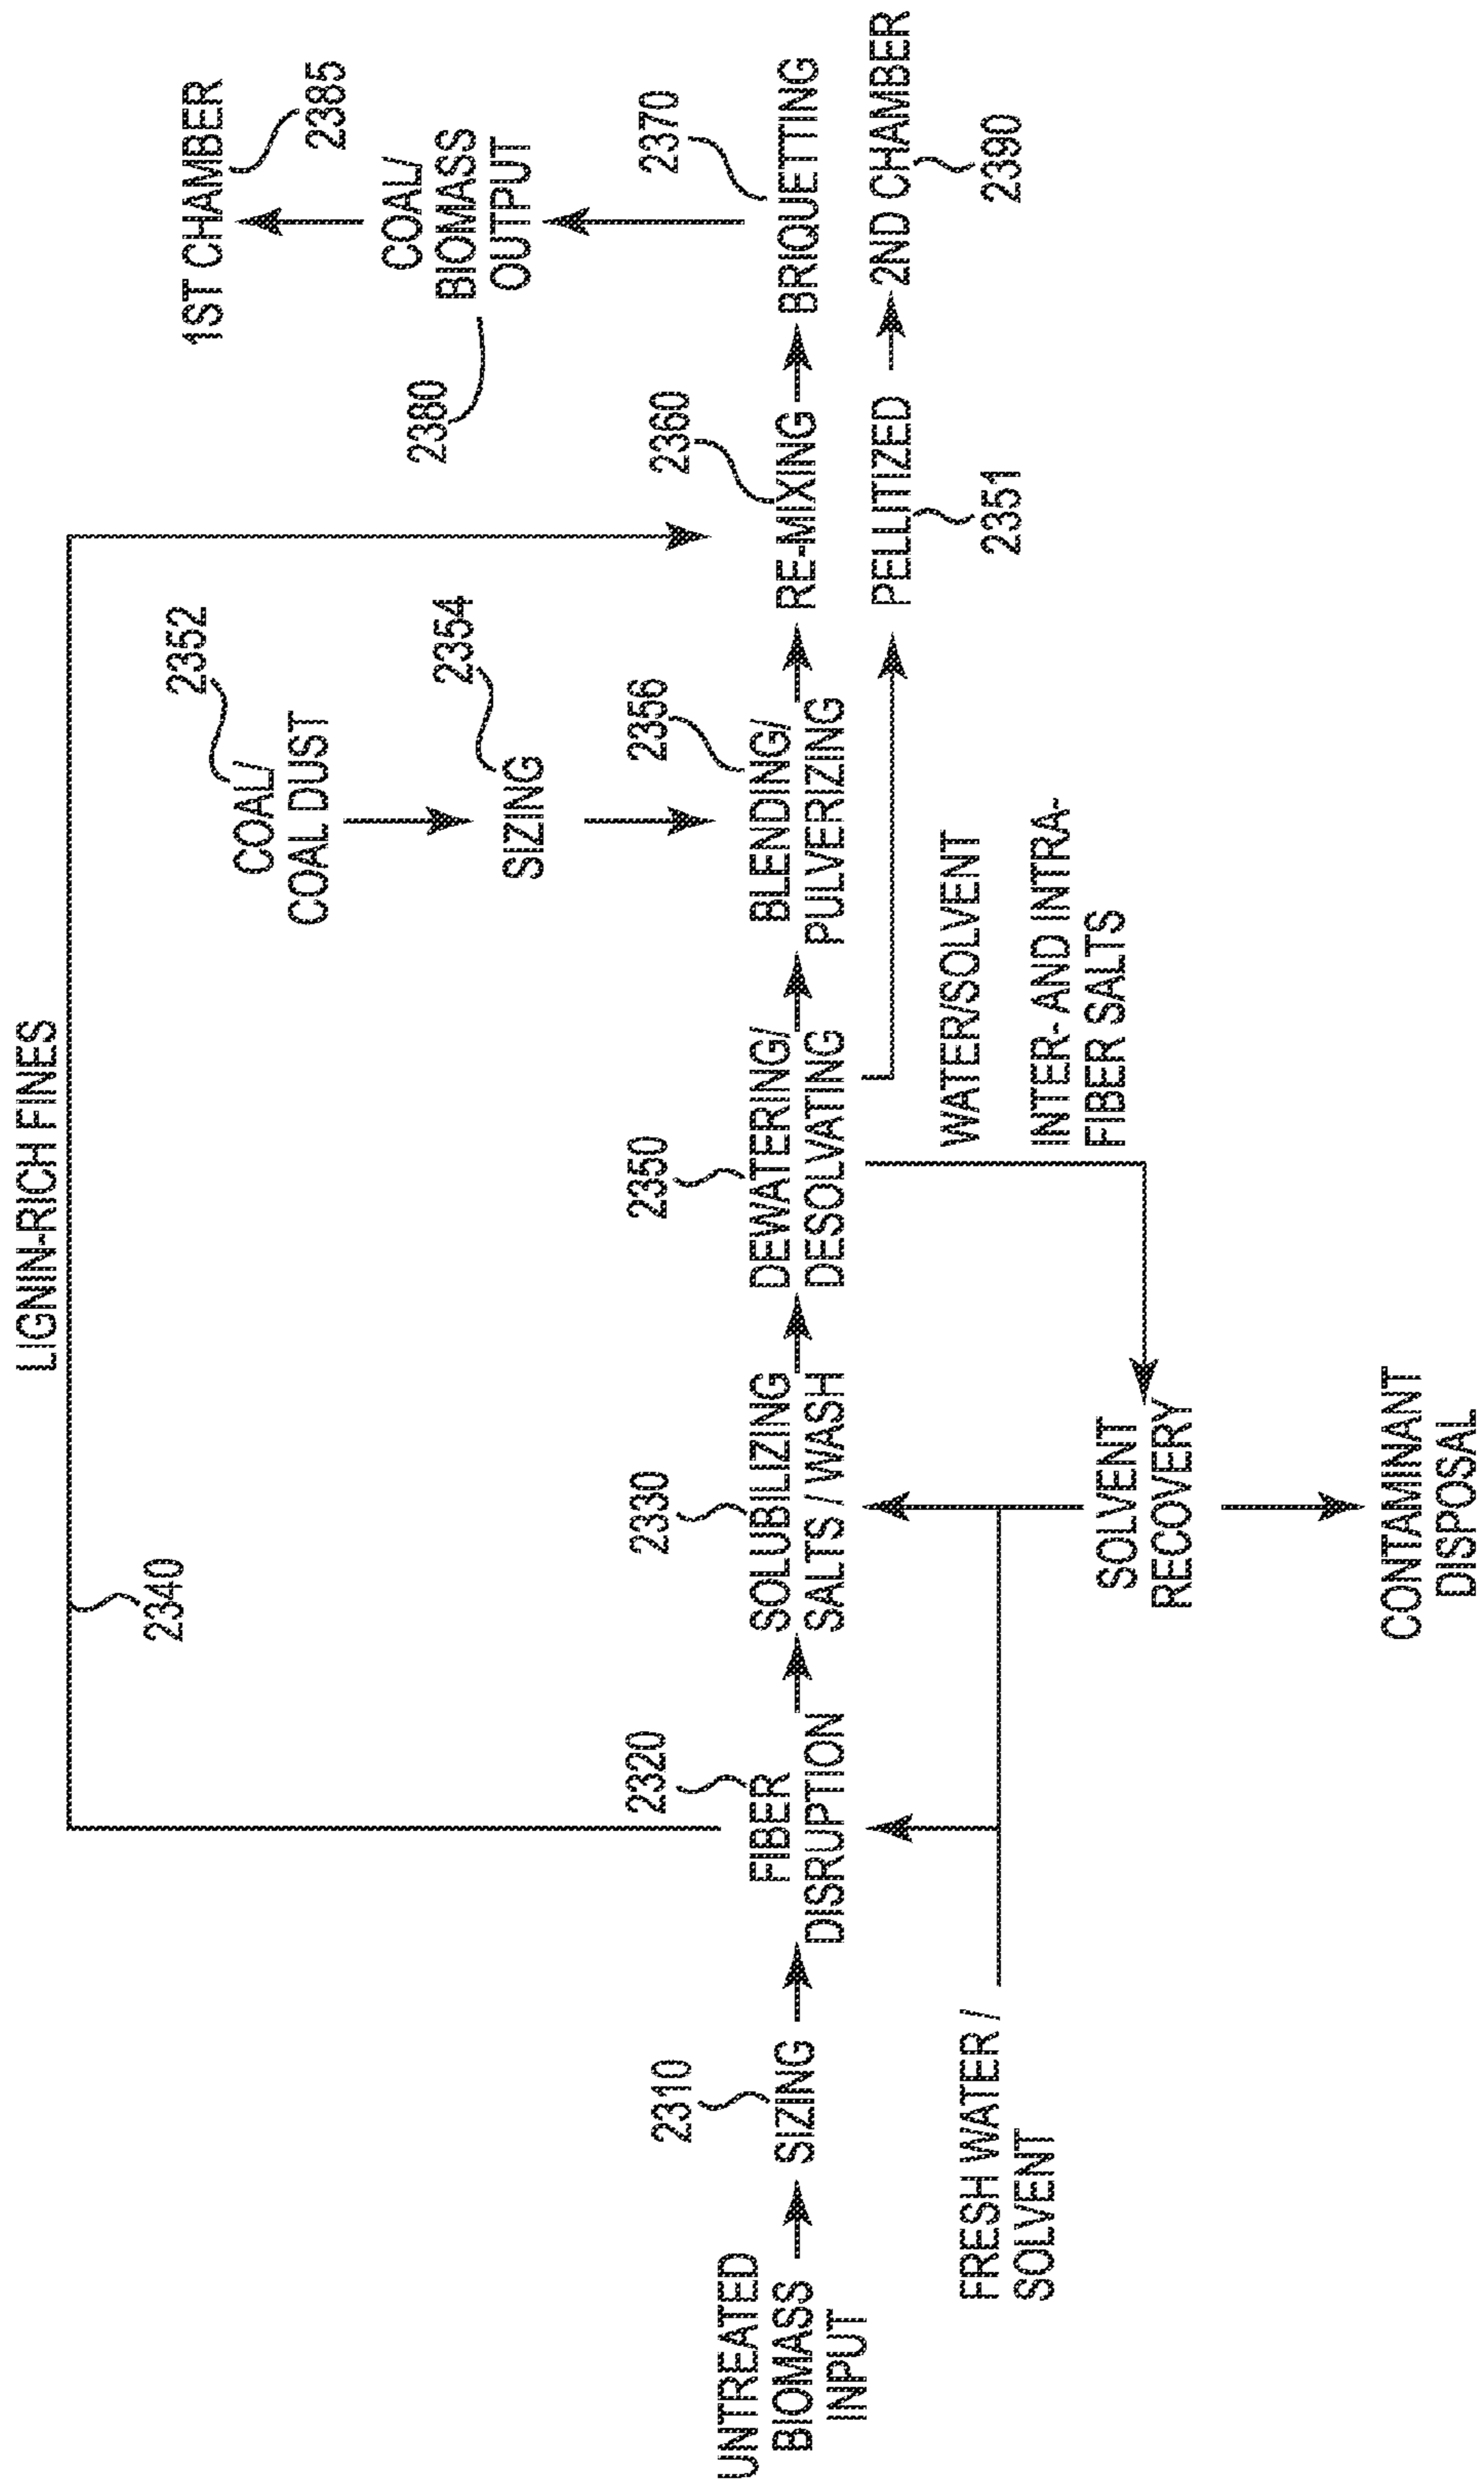 LIGNIN-RICH FINES
2340
1ST CHAMBER
2385
COAL/
COAL DUST
2352
COAL/
BIOMASS
OUTPUT
2380
SIZING
2354
UNTREATED
BIOMASS
INPUT
SIZING
2310
FIBER
DISRUPTION
2320
SOLUBILIZING
SALTS / WASH
2330
DEWATERING/
DESOLVATING
2350
BLENDING/
PULVERIZING
2356
RE-MIXING
2360
BRIQUETTING
2370
PELLITIZED
2351
2ND CHAMBER
2390
FRESH WATER /
SOLVENT
WATER/SOLVENT
INTER- AND INTRA-
FIBER SALTS
SOLVENT
RECOVERY
CONTAMINANT
DISPOSAL